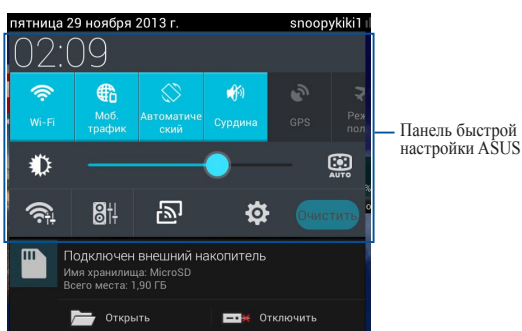 пятница 29 ноября 2013 г. snoopykiki1
02:09
Wi-Fi
Моб. трафик
Автоматиче
ский
Сурдина
GPS
Реж
пол
AUTO
Очистить
Панель быстрой
настройки ASUS
Подключен внешний накопитель
Имя хранилища: MicroSD
Всего места: 1,90 ГБ
Открыть
Отключить